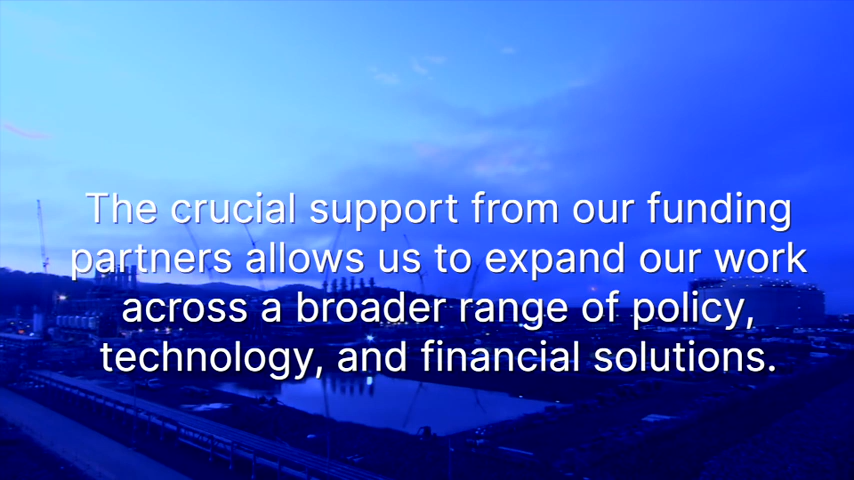 The crucial support from our funding
partners allows us to expand our work
across a broader range of policy,
technology, and financial solutions.